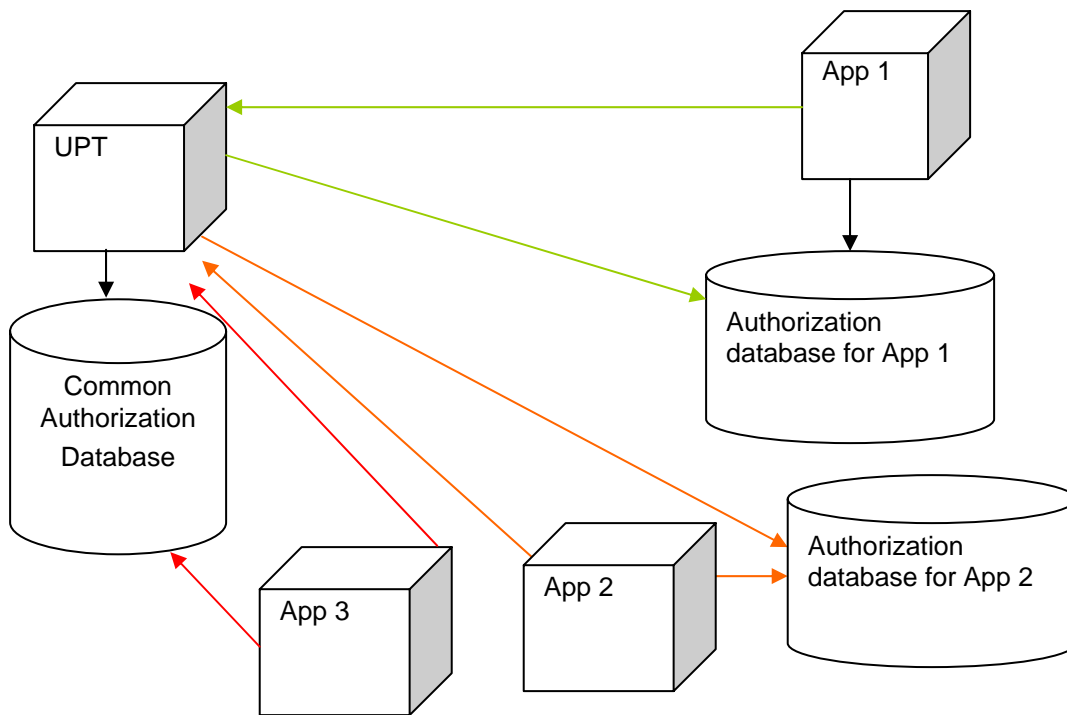 App 1
UPT
Authorization
database for App 1
Common
Authorization
Database
Authorization
database for App 2
App 2
App 3